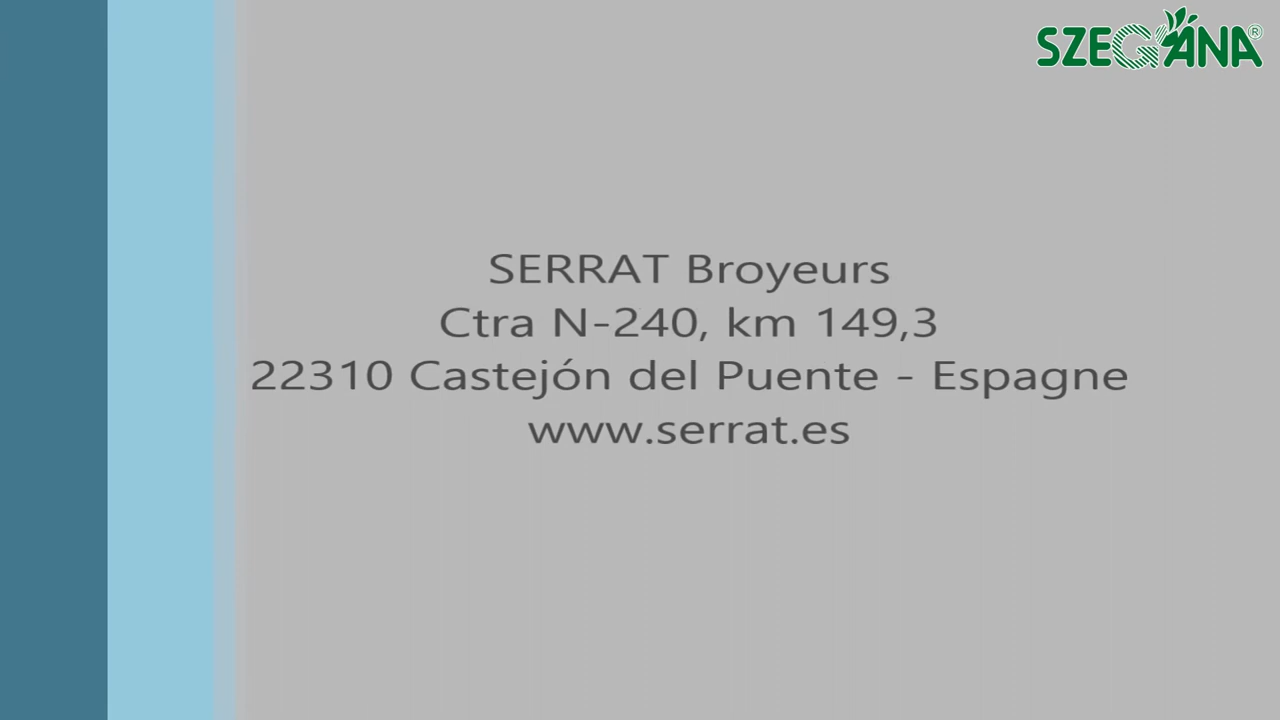 SZEGÁNA®
SERRAT Broyeurs
Ctra N-240, km 149,3
22310 Castejón del Puente - Espagne
www.serrat.es